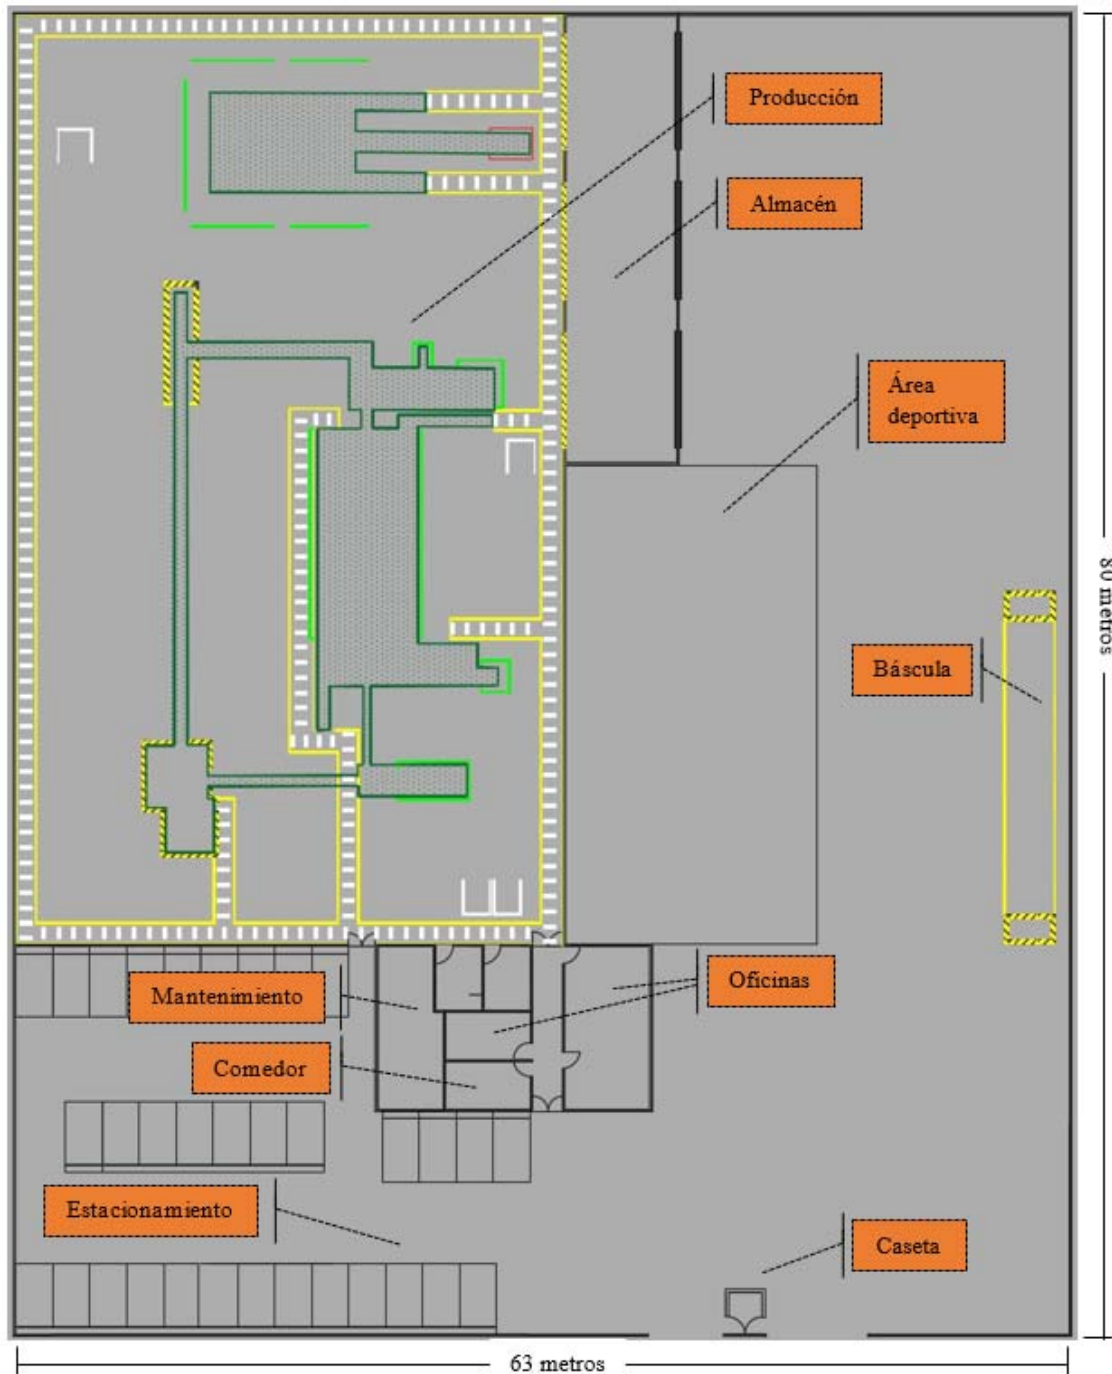 Producción
Almacén
Área
deportiva
80 metros
Báscula
Oficinas
Mantenimiento
Comedor
Estacionamiento
Caseta
63 metros